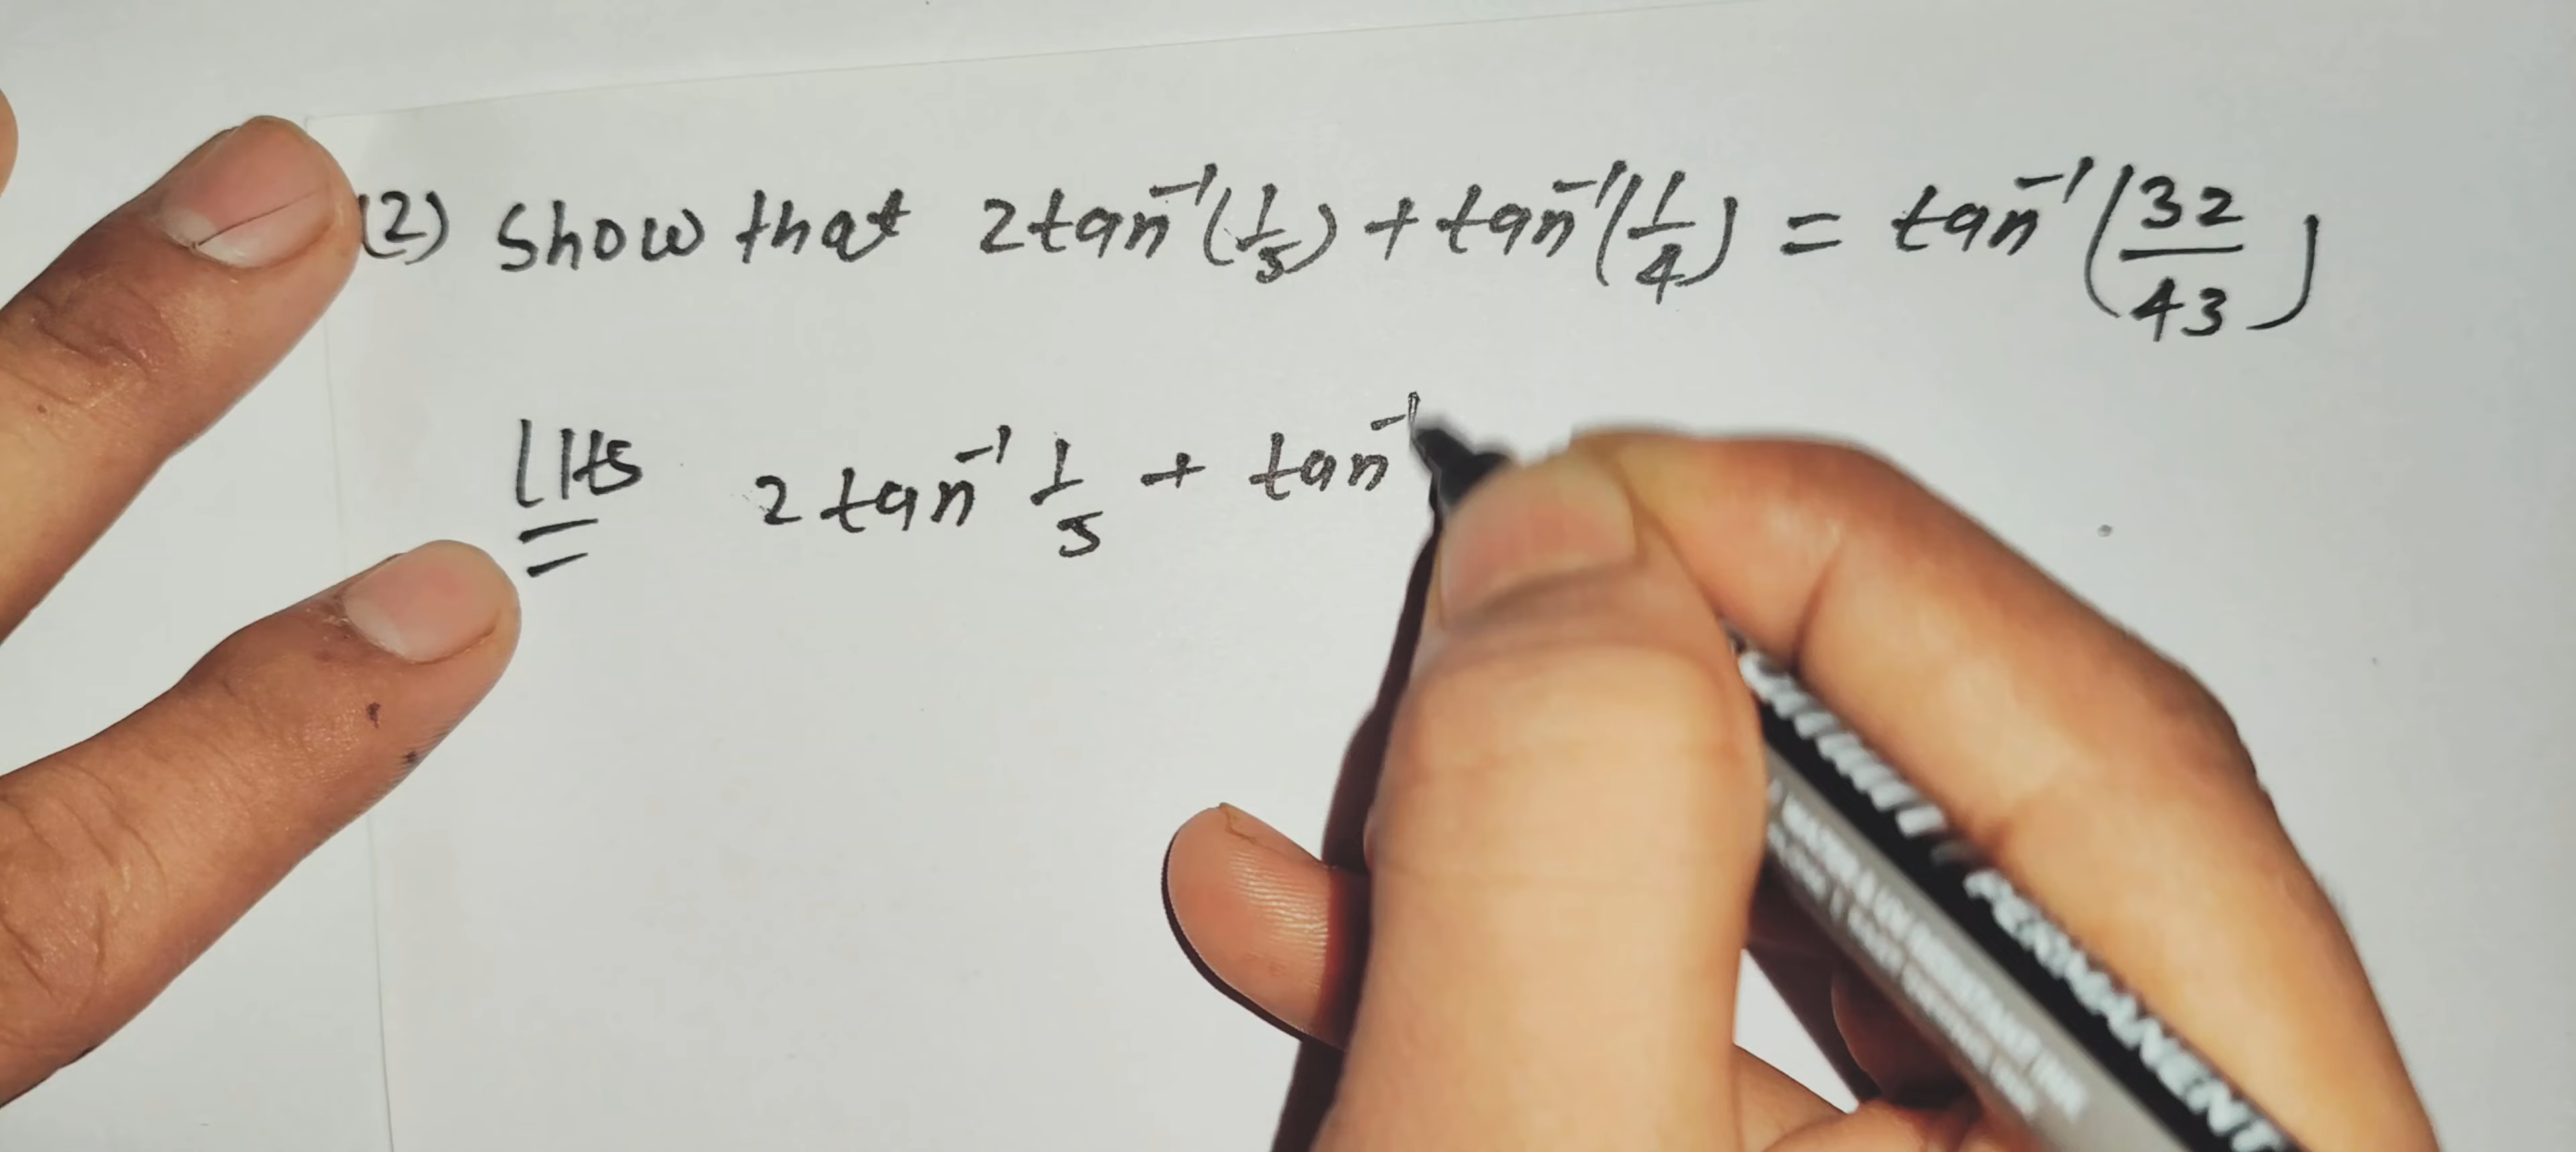 (2) Show that 2tan⁻¹(1/5) + tan⁻¹(1/4) = tan⁻¹(32/43)
LHS 2tan⁻¹ 1/5 + tan⁻¹
PERMANENT